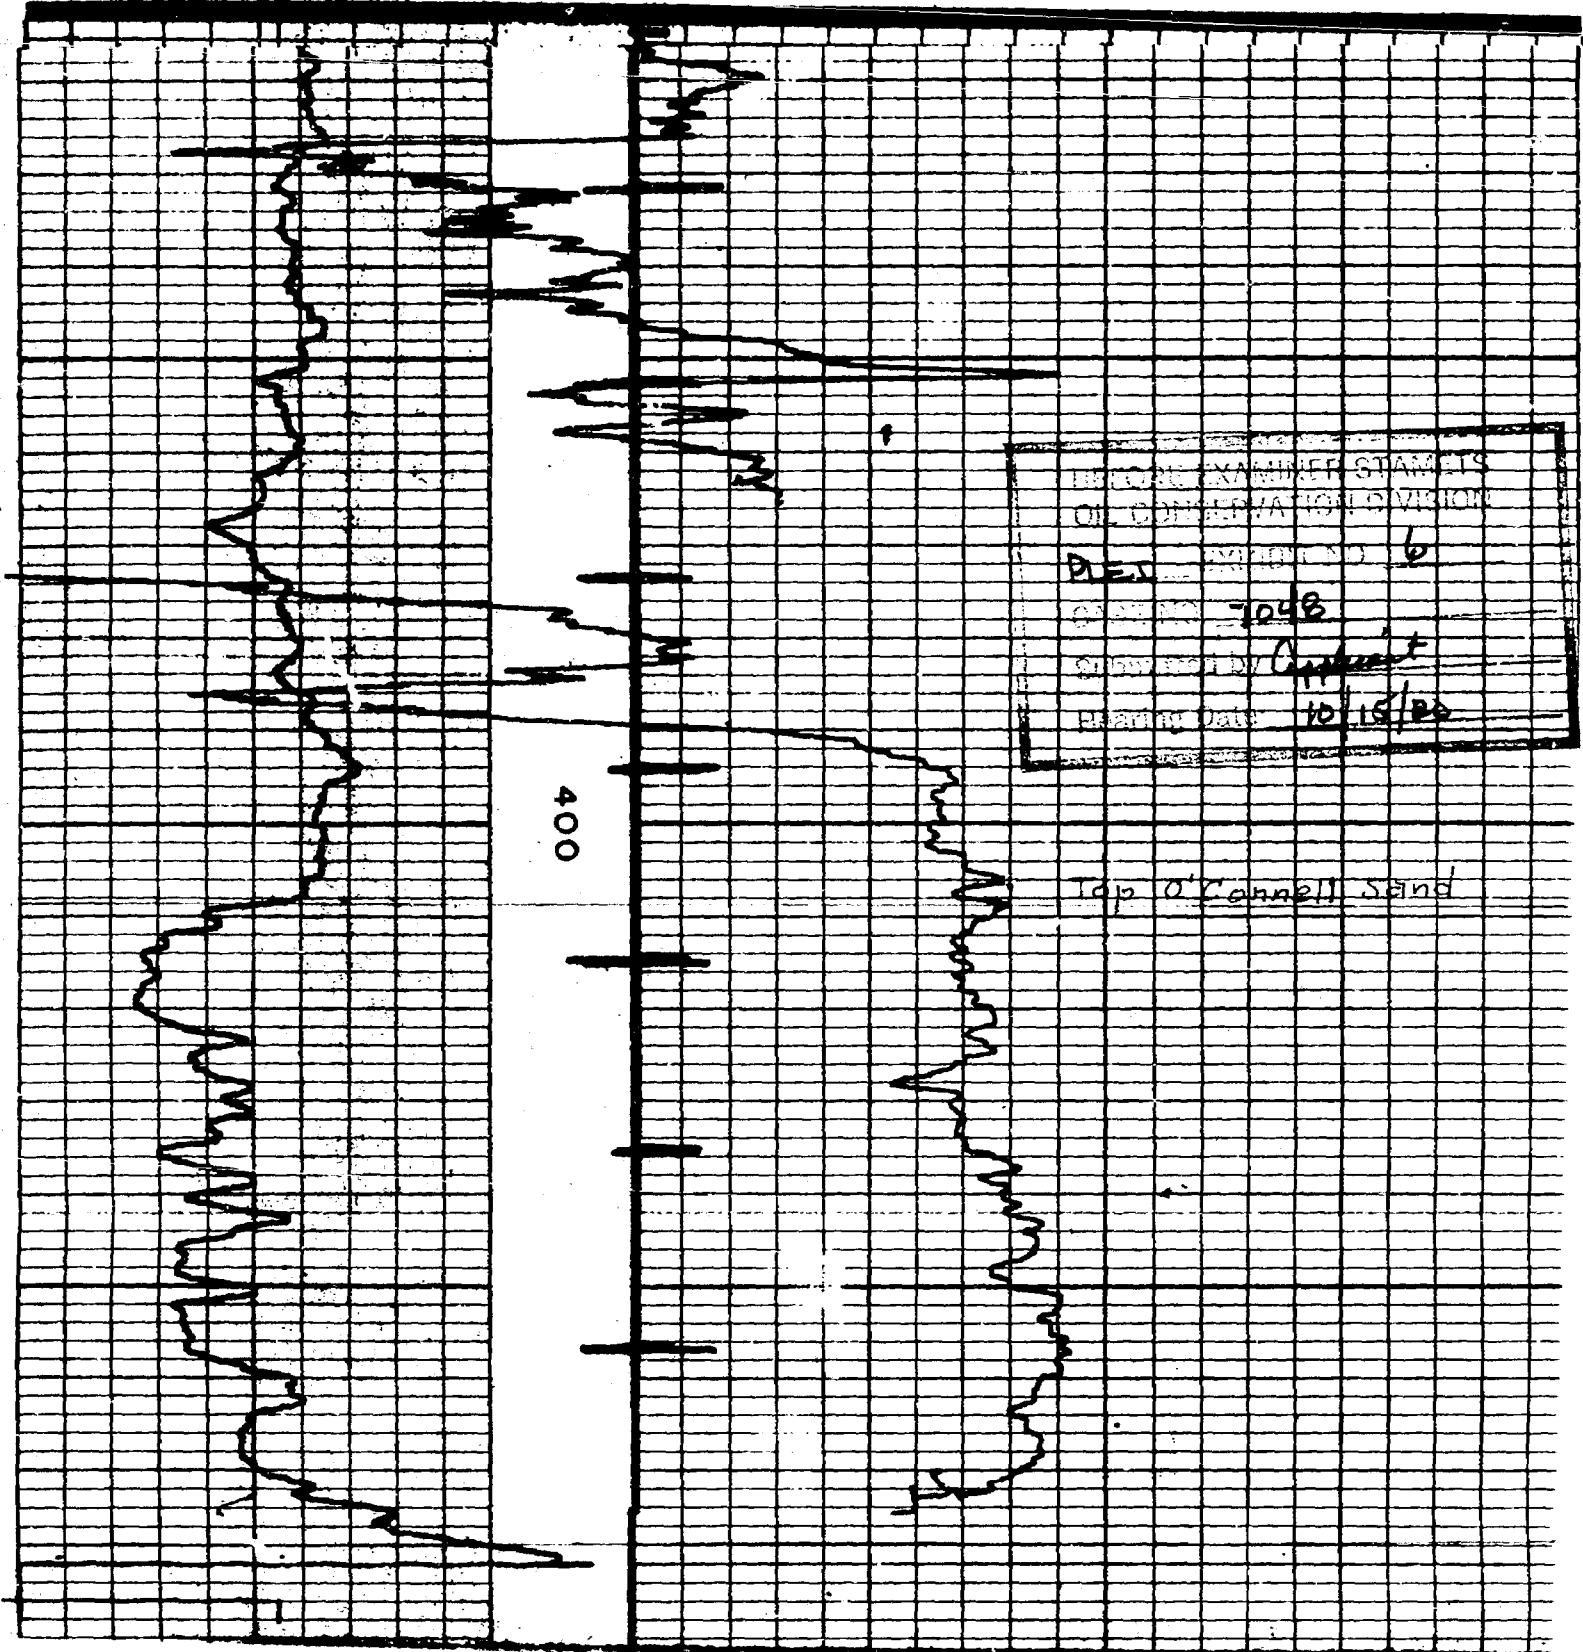 BEFORE EXAMINER STAMETS
OIL CONSERVATION DIVISION
EXHIBIT NO. 6
CASE NO. 7048
Submitted by Applicant
Hearing Date 10/15/80
400
Top O'Connell Sand